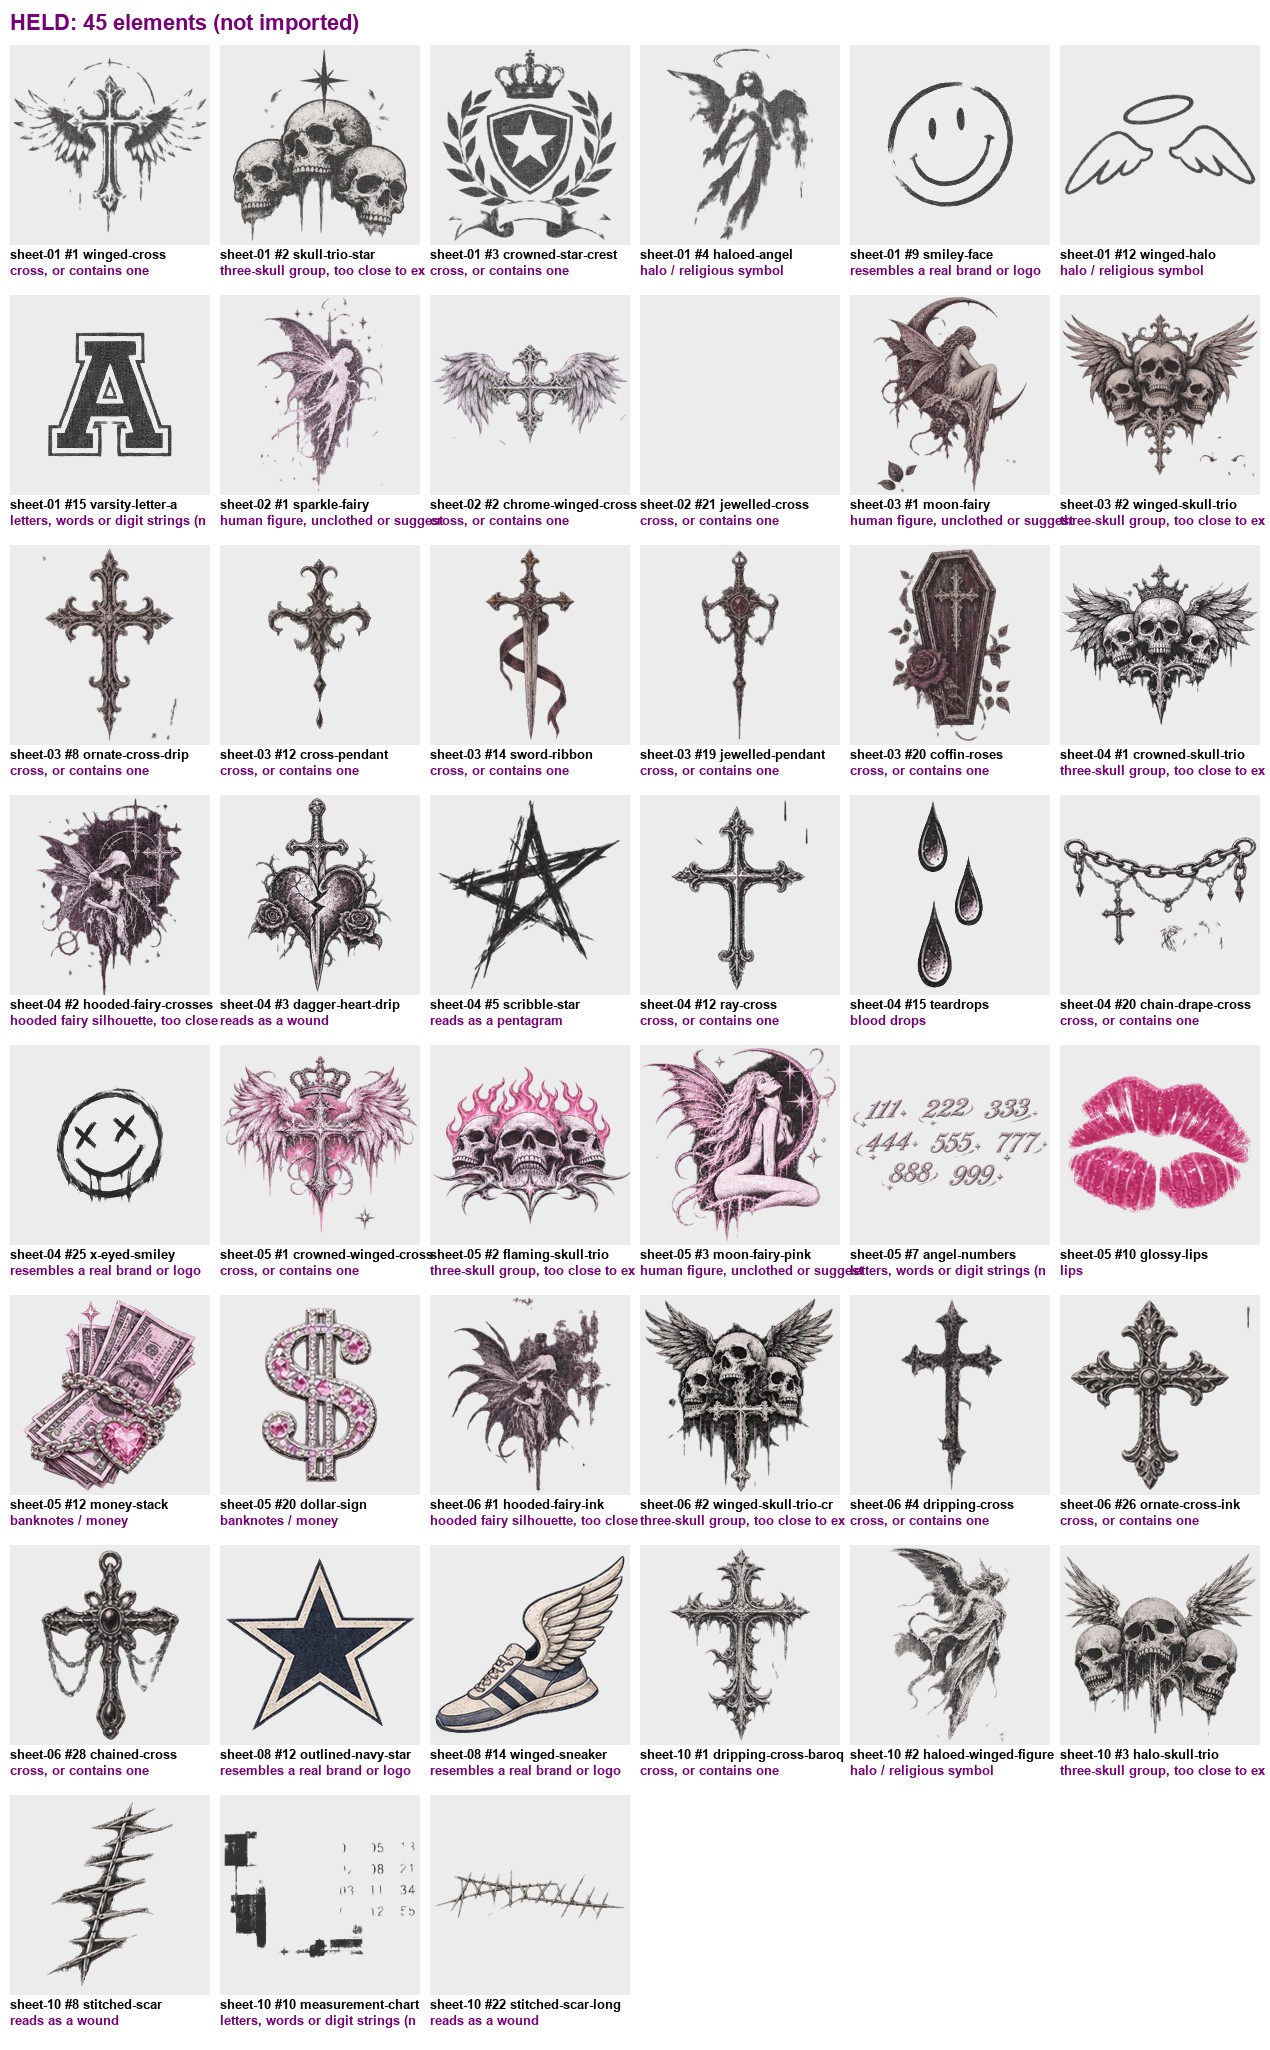 HELD: 45 elements (not imported)
sheet-01 #1 winged-cross
cross, or contains one
sheet-01 #2 skull-trio-star
three-skull group, too close to ex
sheet-01 #3 crowned-star-crest
cross, or contains one
sheet-01 #4 haloed-angel
halo / religious symbol
sheet-01 #9 smiley-face
resembles a real brand or logo
sheet-01 #12 winged-halo
halo / religious symbol
A
sheet-01 #15 varsity-letter-a
letters, words or digit strings (n
sheet-02 #1 sparkle-fairy
human figure, unclothed or suggest
sheet-02 #2 chrome-winged-cross
cross, or contains one
sheet-02 #21 jewelled-cross
cross, or contains one
sheet-03 #1 moon-fairy
human figure, unclothed or suggest
sheet-03 #2 winged-skull-trio
three-skull group, too close to ex
sheet-03 #8 ornate-cross-drip
cross, or contains one
sheet-03 #12 cross-pendant
cross, or contains one
sheet-03 #14 sword-ribbon
cross, or contains one
sheet-03 #19 jewelled-pendant
cross, or contains one
sheet-03 #20 coffin-roses
cross, or contains one
sheet-04 #1 crowned-skull-trio
three-skull group, too close to ex
sheet-04 #2 hooded-fairy-crosses
hooded fairy silhouette, too close
sheet-04 #3 dagger-heart-drip
reads as a wound
sheet-04 #5 scribble-star
reads as a pentagram
sheet-04 #12 ray-cross
cross, or contains one
sheet-04 #15 teardrops
blood drops
sheet-04 #20 chain-drape-cross
cross, or contains one
sheet-04 #25 x-eyed-smiley
resembles a real brand or logo
sheet-05 #1 crowned-winged-cross
cross, or contains one
sheet-05 #2 flaming-skull-trio
three-skull group, too close to ex
sheet-05 #3 moon-fairy-pink
human figure, unclothed or suggest
111 222 333
444 555 777
888 999
sheet-05 #7 angel-numbers
letters, words or digit strings (n
sheet-05 #10 glossy-lips
lips
sheet-05 #12 money-stack
banknotes / money
$
sheet-05 #20 dollar-sign
banknotes / money
sheet-06 #1 hooded-fairy-ink
hooded fairy silhouette, too close
sheet-06 #2 winged-skull-trio-cr
three-skull group, too close to ex
sheet-06 #4 dripping-cross
cross, or contains one
sheet-06 #26 ornate-cross-ink
cross, or contains one
sheet-06 #28 chained-cross
cross, or contains one
sheet-08 #12 outlined-navy-star
resembles a real brand or logo
sheet-08 #14 winged-sneaker
resembles a real brand or logo
sheet-10 #1 dripping-cross-baroq
cross, or contains one
sheet-10 #2 haloed-winged-figure
halo / religious symbol
sheet-10 #3 halo-skull-trio
three-skull group, too close to ex
sheet-10 #8 stitched-scar
reads as a wound
05 13
08 21
03 11 34
12 55
sheet-10 #10 measurement-chart
letters, words or digit strings (n
sheet-10 #22 stitched-scar-long
reads as a wound